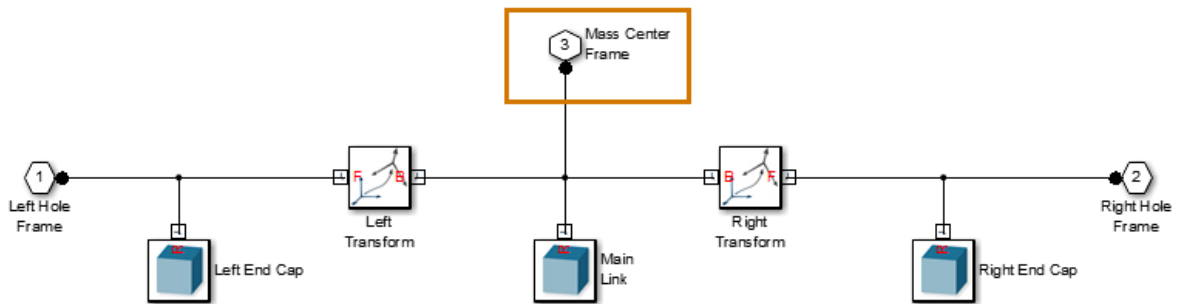 3
Mass Center
Frame
1
Left Hole
Frame
F
B
Left
Transform
B
F
Right
Transform
2
Right Hole
Frame
Left End Cap
Main
Link
Right End Cap